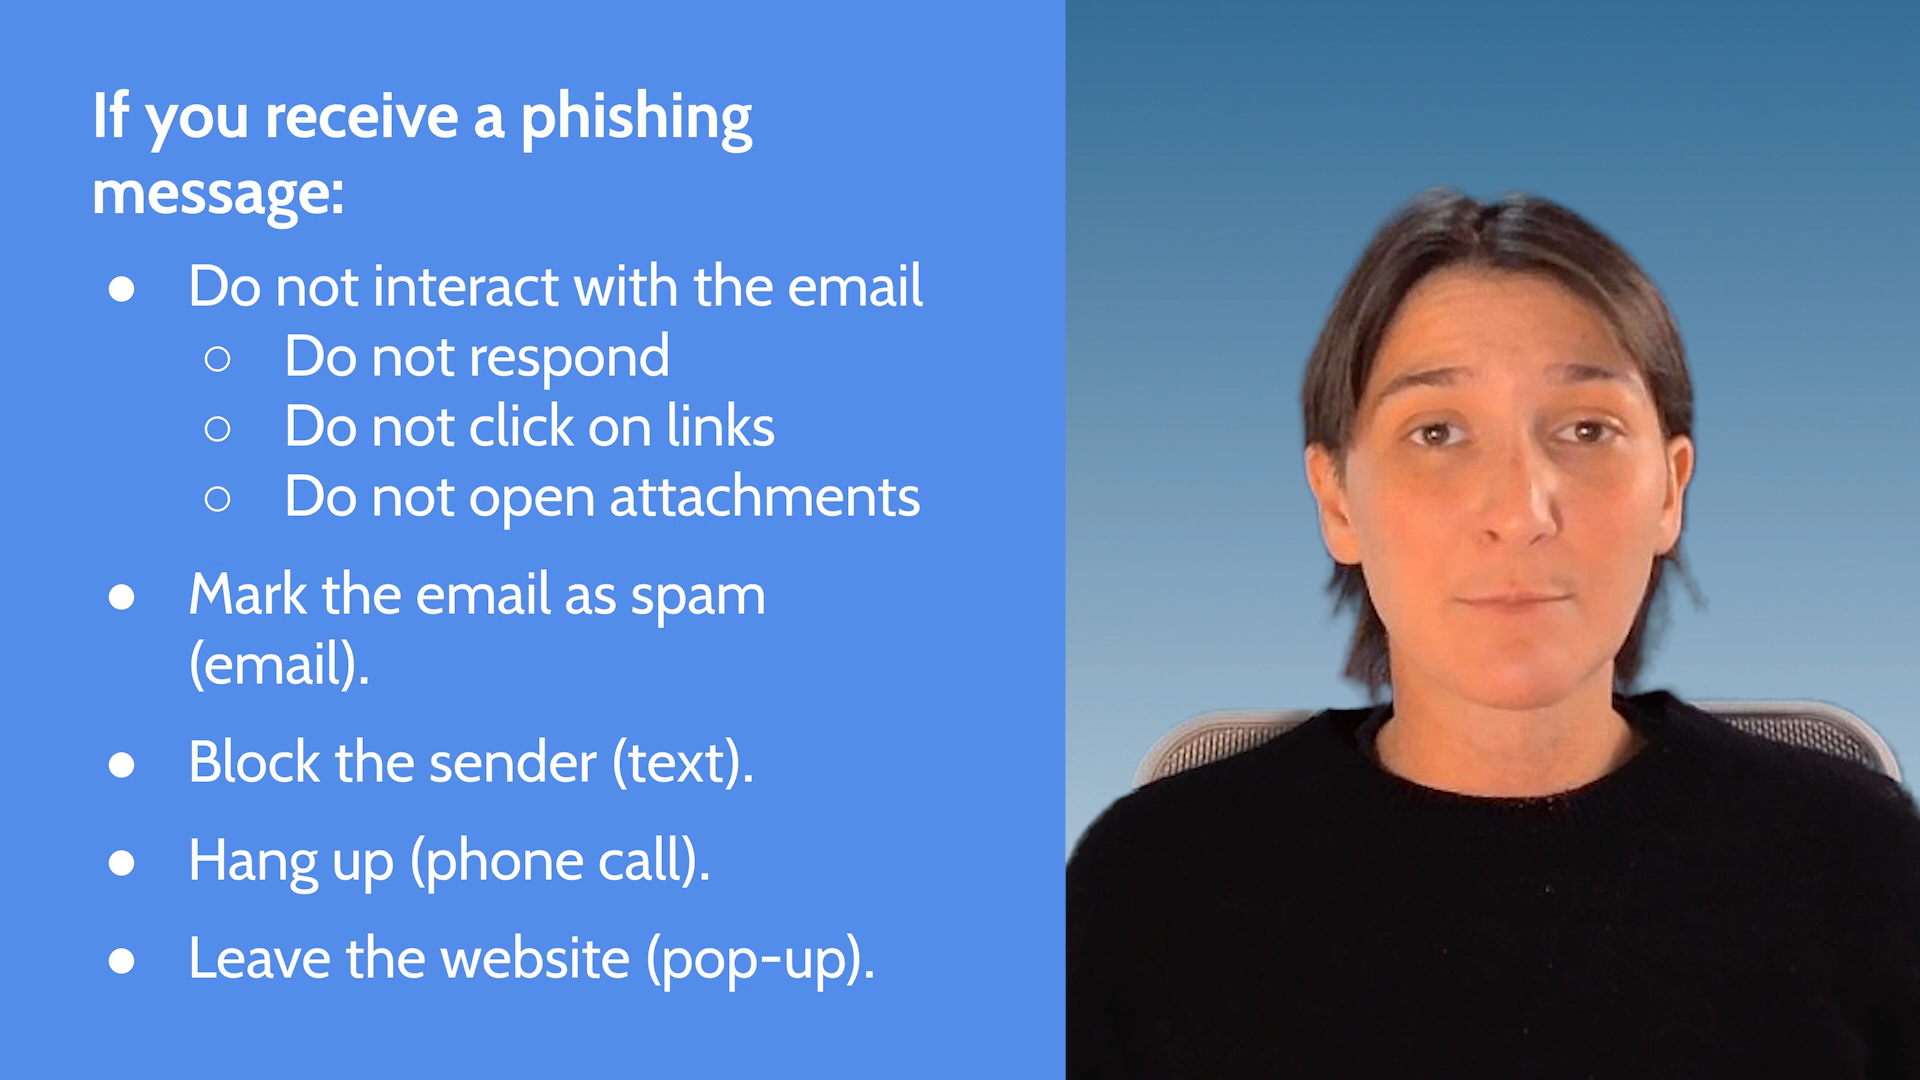 If you receive a phishing
message:
● Do not interact with the email
○ Do not respond
○ Do not click on links
○ Do not open attachments
● Mark the email as spam
(email).
● Block the sender (text).
● Hang up (phone call).
● Leave the website (pop-up).